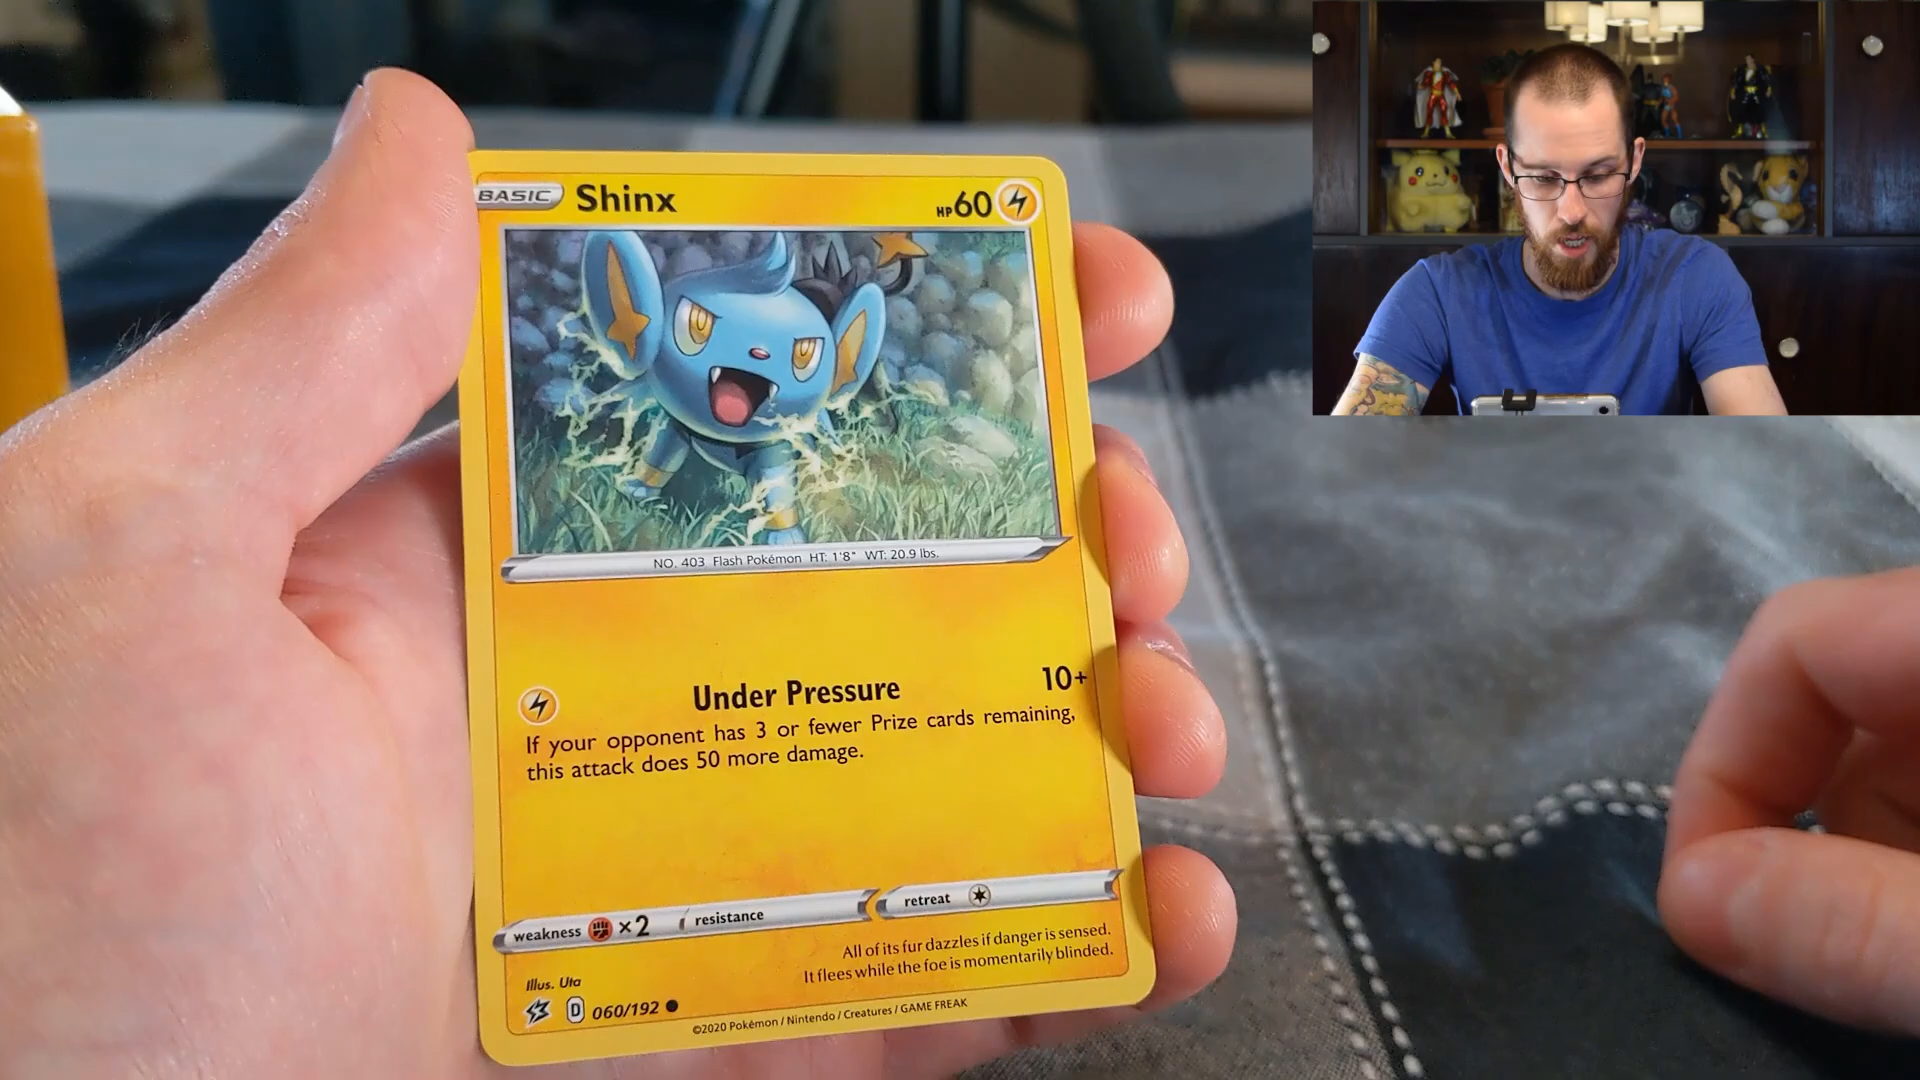 BASIC Shinx HP 60
NO. 403 Flash Pokémon HT: 1'8" WT: 20.9 lbs.
Under Pressure 10+
If your opponent has 3 or fewer Prize cards remaining,
this attack does 50 more damage.
weakness ×2 resistance retreat
All of its fur dazzles if danger is sensed.
It flees while the foe is momentarily blinded.
Illus. Uta
D 060/192
©2020 Pokémon / Nintendo / Creatures / GAME FREAK